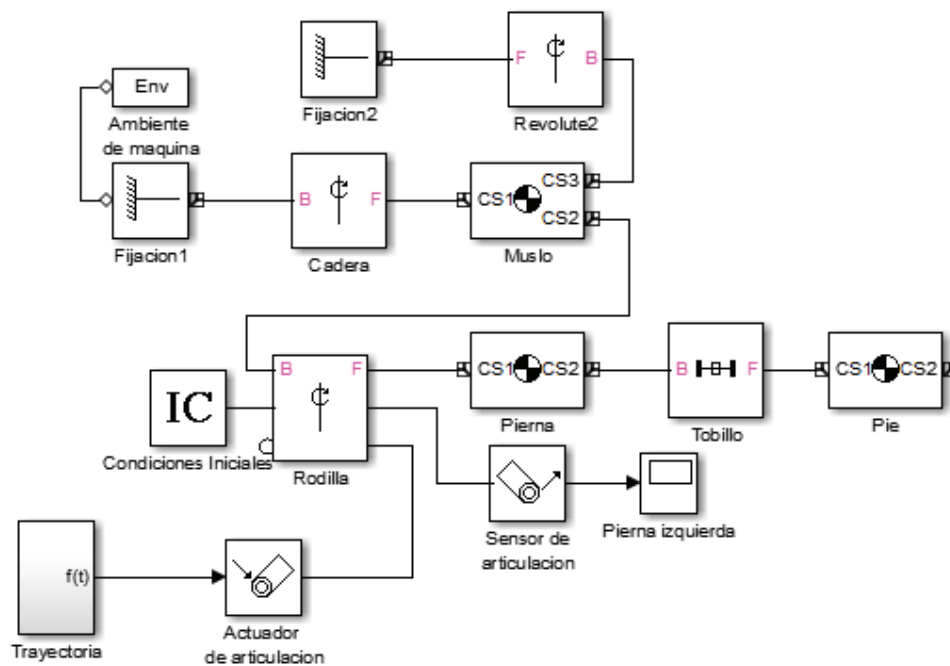 Env
Ambiente
de maquina
Fijacion2
F B
Revolute2
Fijacion1
B F
Cadera
CS1 CS3
CS2
Muslo
IC
Condiciones Iniciales
B F
Rodilla
CS1 CS2
Pierna
B F
Tobillo
CS1 CS2
Pie
Sensor de
articulacion
Pierna izquierda
f(t)
Trayectoria
Actuador
de articulacion